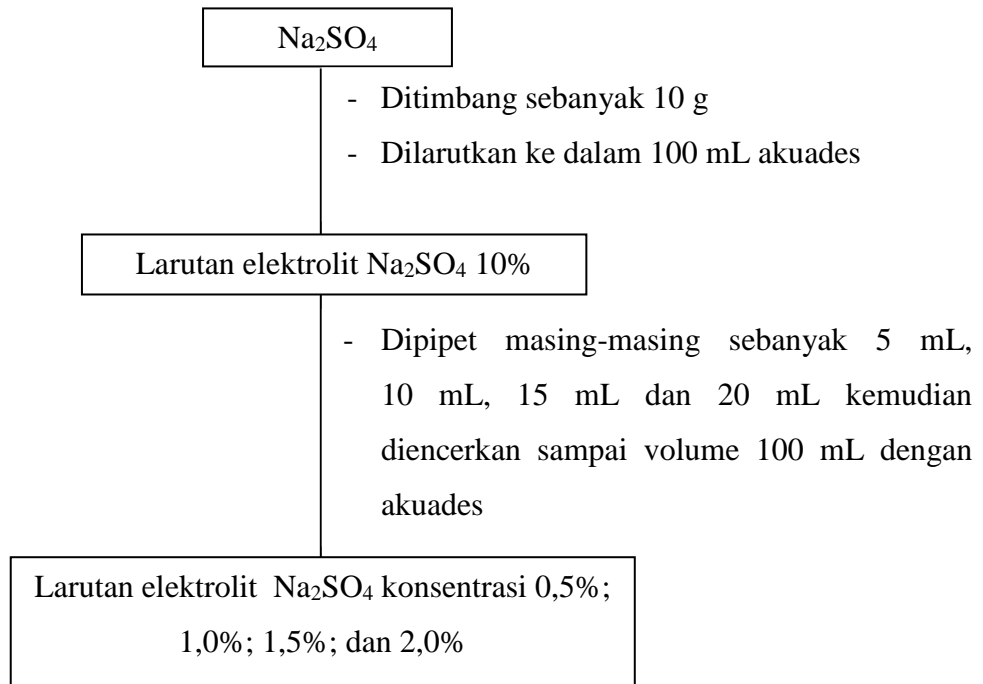 Na₂SO₄
- Ditimbang sebanyak 10 g
- Dilarutkan ke dalam 100 mL akuades
Larutan elektrolit Na₂SO₄ 10%
- Dipipet masing-masing sebanyak 5 mL,
10 mL, 15 mL dan 20 mL kemudian
diencerkan sampai volume 100 mL dengan
akuades
Larutan elektrolit Na₂SO₄ konsentrasi 0,5%;
1,0%; 1,5%; dan 2,0%